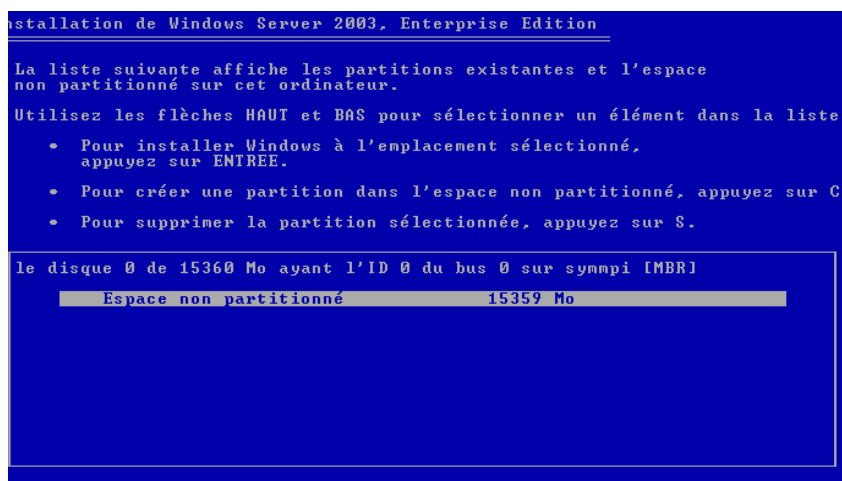 nstallation de Windows Server 2003, Enterprise Edition
La liste suivante affiche les partitions existantes et l'espace
non partitionné sur cet ordinateur.
Utilisez les flèches HAUT et BAS pour sélectionner un élément dans la liste
• Pour installer Windows à l'emplacement sélectionné,
appuyez sur ENTREE.
• Pour créer une partition dans l'espace non partitionné, appuyez sur C
• Pour supprimer la partition sélectionnée, appuyez sur S.
le disque 0 de 15360 Mo ayant l'ID 0 du bus 0 sur symmpi [MBR]
Espace non partitionné 15359 Mo